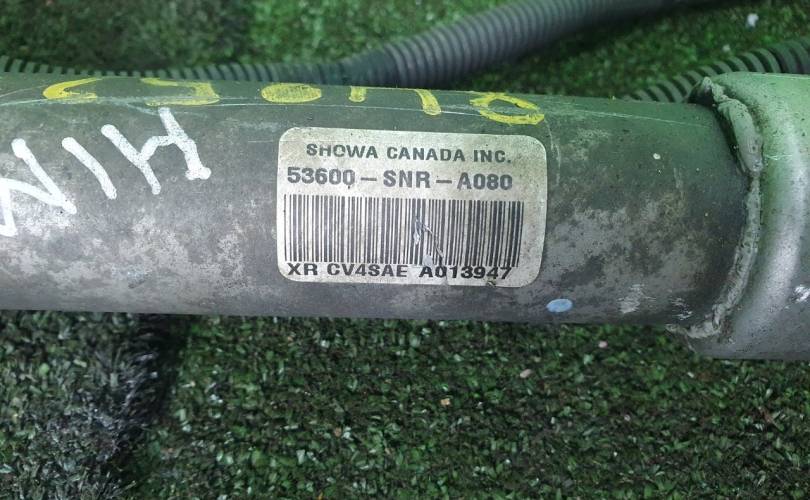 SHOWA CANADA INC.
53600-SNR-A080
XR CV4SAE A013947